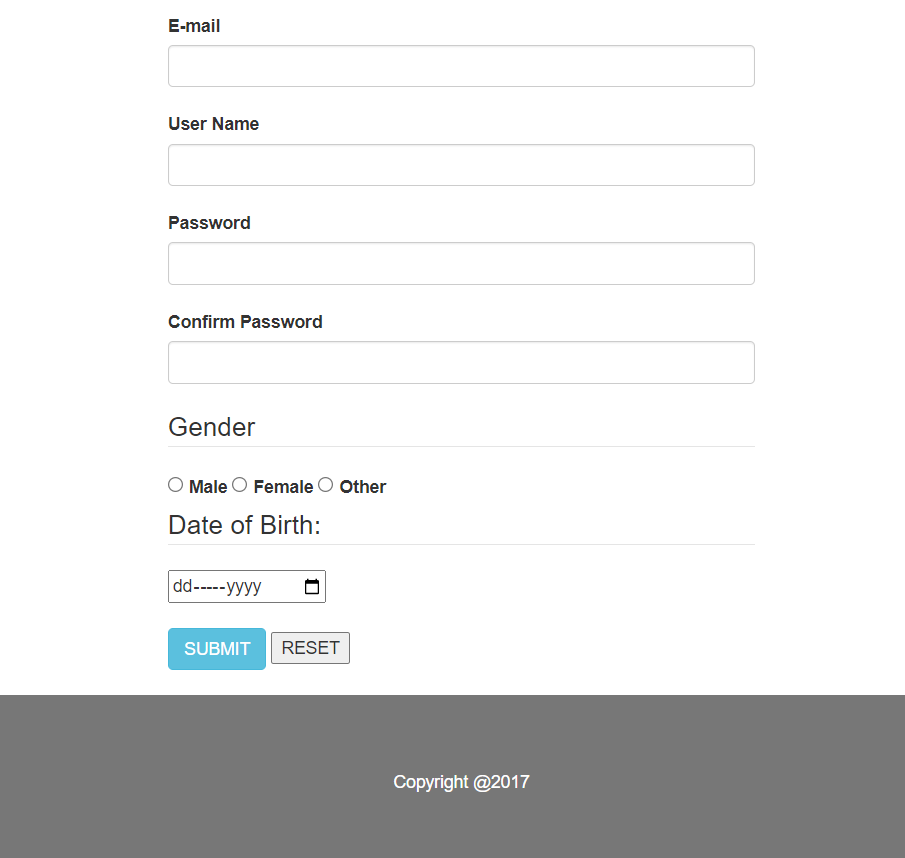 E-mail
User Name
Password
Confirm Password
Gender
Male Female Other
Date of Birth:
dd-----yyyy
SUBMIT RESET
Copyright @2017